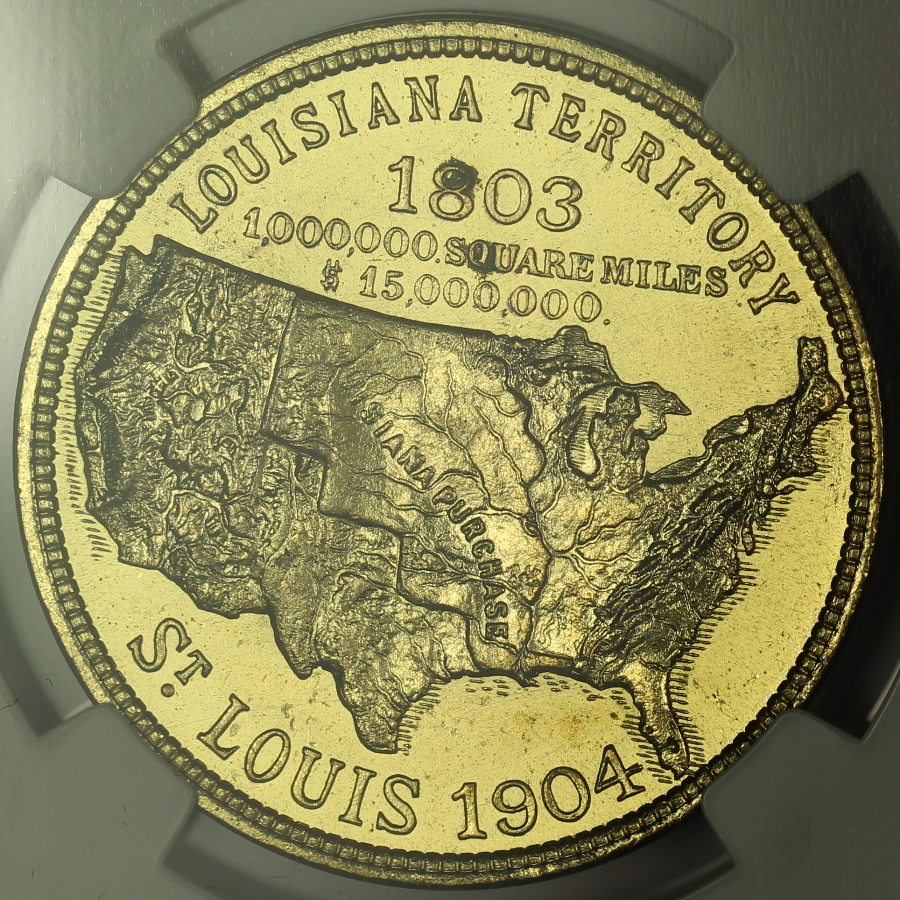 LOUISIANA TERRITORY
1803
1,000,000.SQUARE MILES
$ 15,000,000.
SIANA PURCHASE
ST. LOUIS 1904